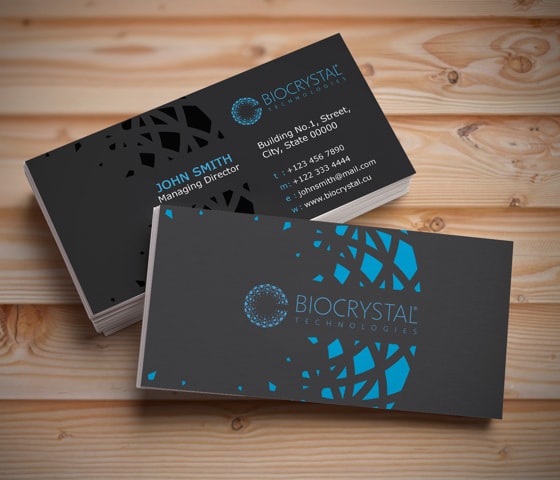 BIOCRYSTAL
TECHNOLOGIES
Building No.1, Street,
City, State 00000
JOHN SMITH
Managing Director
t : +123 456 7890
m : +122 333 4444
e : johnsmith@mail.com
w : www.biocrystal.cu
BIOCRYSTAL
TECHNOLOGIES